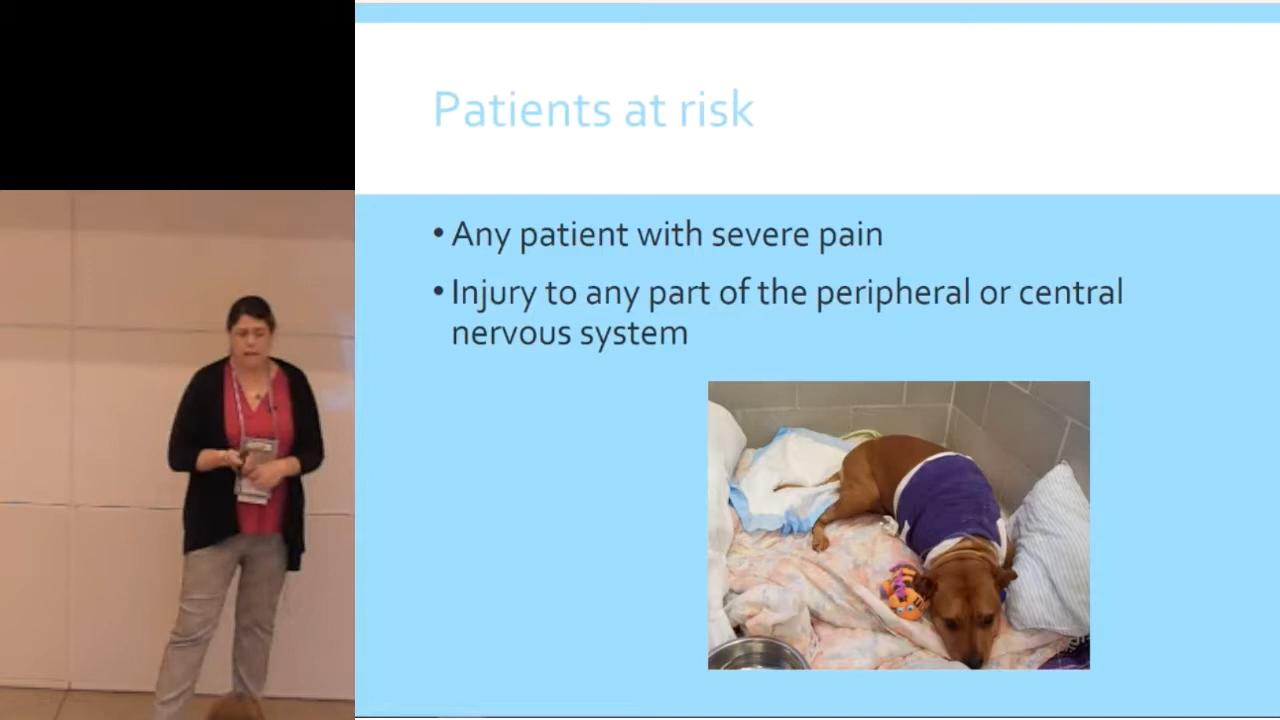 Patients at risk
• Any patient with severe pain
• Injury to any part of the peripheral or central
nervous system